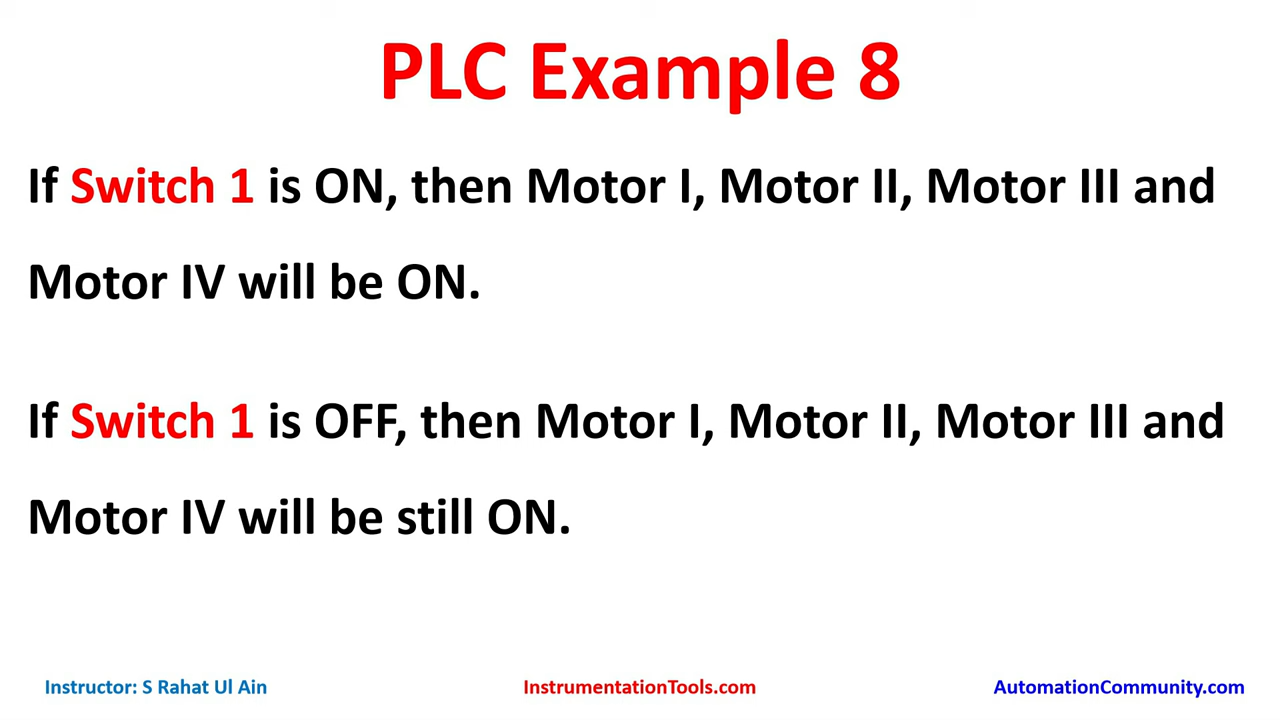 PLC Example 8
If Switch 1 is ON, then Motor I, Motor II, Motor III and
Motor IV will be ON.
If Switch 1 is OFF, then Motor I, Motor II, Motor III and
Motor IV will be still ON.
Instructor: S Rahat Ul Ain InstrumentationTools.com AutomationCommunity.com